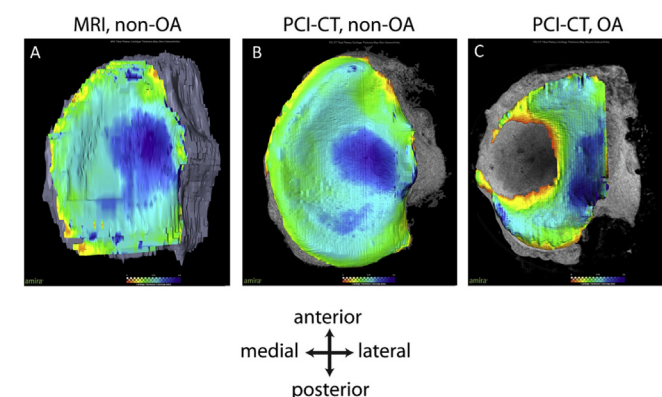 MRI, non-OA
PCI-CT, non-OA
PCI-CT, OA
A
B
C
amira
amira
amira
anterior
medial
lateral
posterior